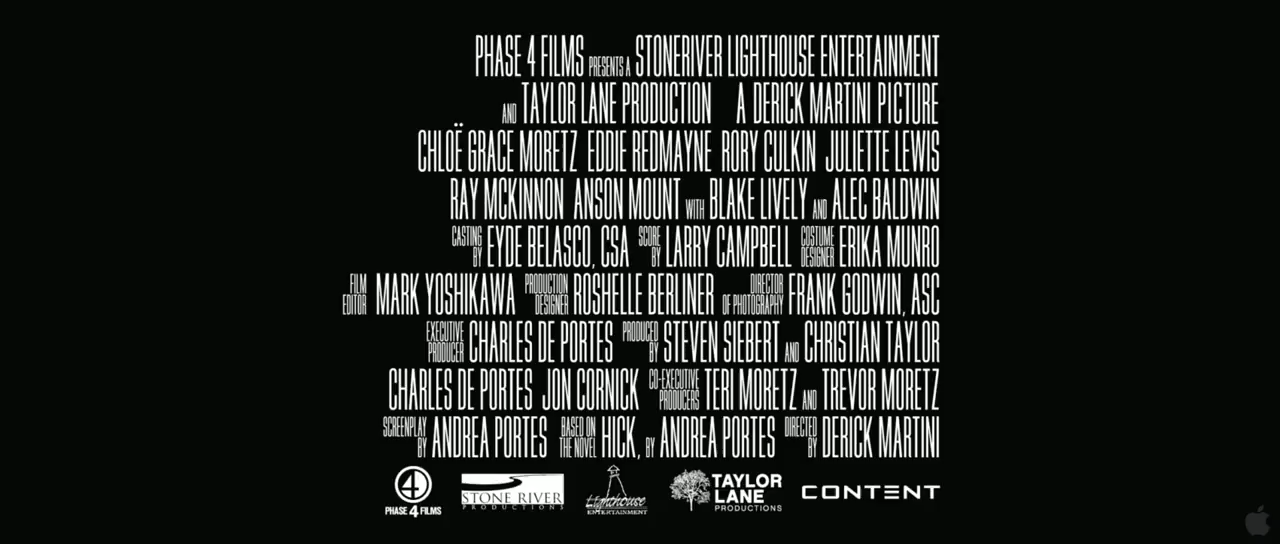 PHASE 4 FILMS PRESENTS A STONERIVER LIGHTHOUSE ENTERTAINMENT
AND TAYLOR LANE PRODUCTION A DERICK MARTINI PICTURE
CHLOË GRACE MORETZ EDDIE REDMAYNE RORY CULKIN JULIETTE LEWIS
RAY MCKINNON ANSON MOUNT WITH BLAKE LIVELY AND ALEC BALDWIN
CASTING BY EYDE BELASCO, CSA SCORE BY LARRY CAMPBELL COSTUME DESIGNER ERIKA MUNRO
FILM EDITOR MARK YOSHIKAWA PRODUCTION DESIGNER ROSHELLE BERLINER DIRECTOR OF PHOTOGRAPHY FRANK GODWIN, ASC
EXECUTIVE PRODUCER CHARLES DE PORTES PRODUCED BY STEVEN SIEBERT AND CHRISTIAN TAYLOR
CHARLES DE PORTES JON CORNICK CO-EXECUTIVE PRODUCERS TERI MORETZ AND TREVOR MORETZ
SCREENPLAY BY ANDREA PORTES BASED ON THE NOVEL HICK, BY ANDREA PORTES DIRECTED BY DERICK MARTINI
4
PHASE 4 FILMS
STONE RIVER
PRODUCTIONS
Lighthouse
ENTERTAINMENT
TAYLOR
LANE
PRODUCTIONS
CONTENT